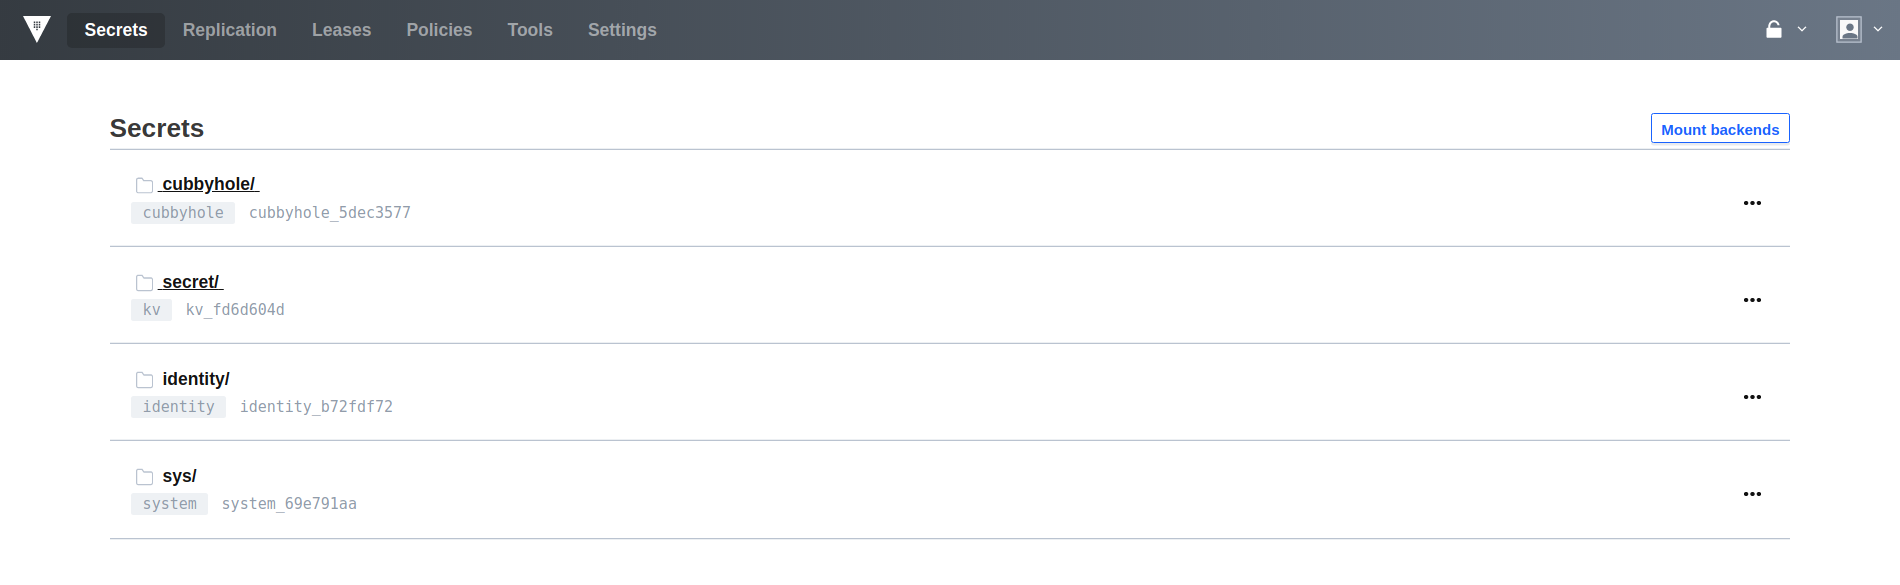 Secrets Replication Leases Policies Tools Settings
Secrets Mount backends
cubbyhole/
cubbyhole cubbyhole_5dec3577
secret/
kv kv_fd6d604d
identity/
identity identity_b72fdf72
sys/
system system_69e791aa